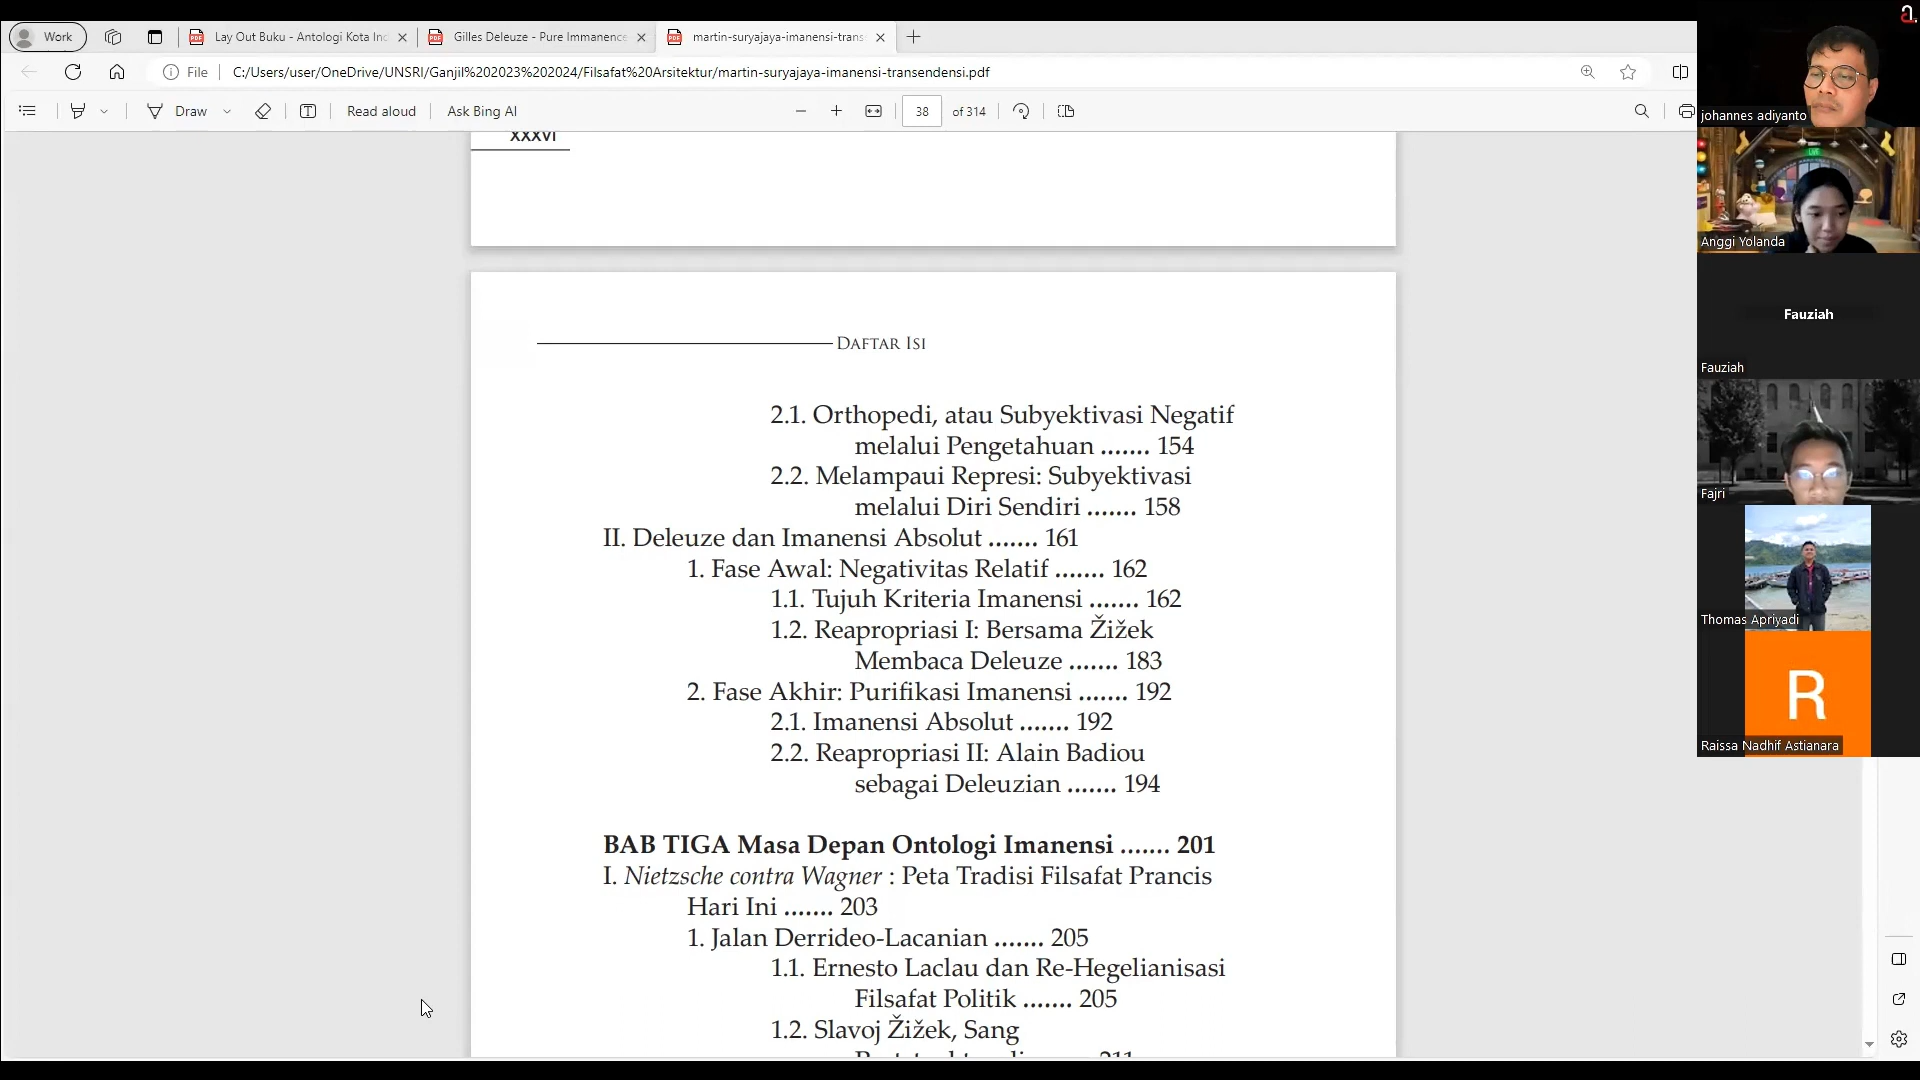 Work
Lay Out Buku - Antologi Kota Ind
Gilles Deleuze - Pure Immanence
martin-suryajaya-imanensi-trans
File
C:/Users/user/OneDrive/UNSRI/Ganjil%202023%202024/Filsafat%20Arsitektur/martin-suryajaya-imanensi-transendensi.pdf
Draw
Read aloud
Ask Bing AI
38 of 314
XXXVI
DAFTAR ISI
2.1. Orthopedi, atau Subyektivasi Negatif
melalui Pengetahuan ....... 154
2.2. Melampaui Represi: Subyektivasi
melalui Diri Sendiri ....... 158
II. Deleuze dan Imanensi Absolut ....... 161
1. Fase Awal: Negativitas Relatif ....... 162
1.1. Tujuh Kriteria Imanensi ....... 162
1.2. Reapropriasi I: Bersama Žižek
Membaca Deleuze ....... 183
2. Fase Akhir: Purifikasi Imanensi ....... 192
2.1. Imanensi Absolut ....... 192
2.2. Reapropriasi II: Alain Badiou
sebagai Deleuzian ....... 194
BAB TIGA Masa Depan Ontologi Imanensi ....... 201
I. Nietzsche contra Wagner : Peta Tradisi Filsafat Prancis
Hari Ini ....... 203
1. Jalan Derrideo-Lacanian ....... 205
1.1. Ernesto Laclau dan Re-Hegelianisasi
Filsafat Politik ....... 205
1.2. Slavoj Žižek, Sang
johannes adiyanto
LIVE
Anggi Yolanda
Fauziah
Fauziah
Fajri
Thomas Apriyadi
R
Raissa Nadhif Astianara